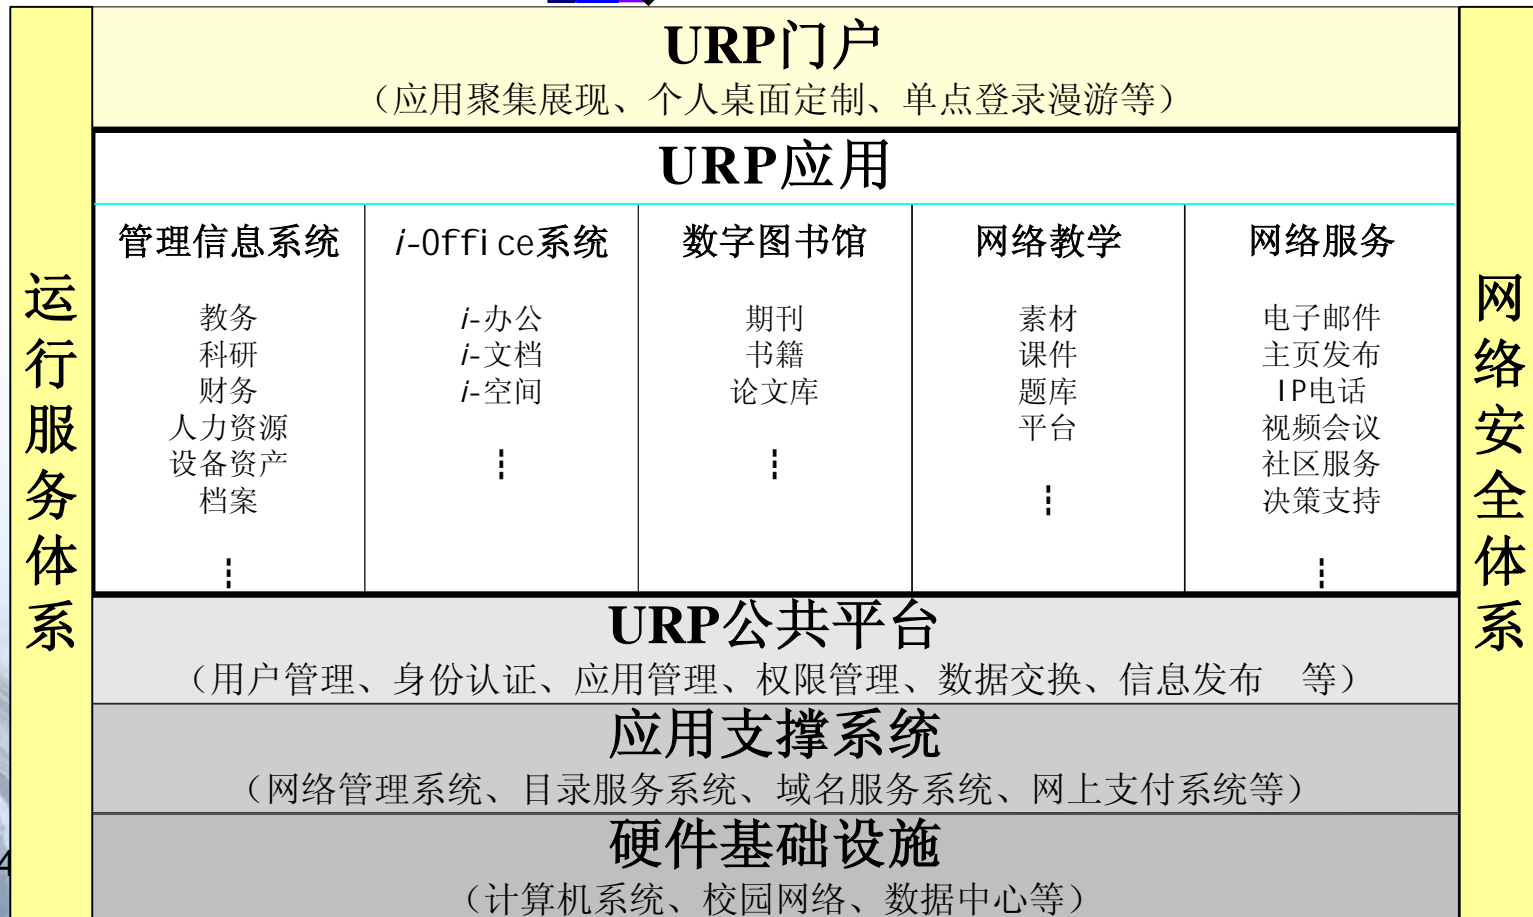 URP门户
（应用聚集展现、个人桌面定制、单点登录漫游等）
URP应用
管理信息系统
教务
科研
财务
人力资源
设备资产
档案
i-Office系统
i-办公
i-文档
i-空间
数字图书馆
期刊
书籍
论文库
网络教学
素材
课件
题库
平台
网络服务
电子邮件
主页发布
IP电话
视频会议
社区服务
决策支持
URP公共平台
（用户管理、身份认证、应用管理、权限管理、数据交换、信息发布　等）
应用支撑系统
（网络管理系统、目录服务系统、域名服务系统、网上支付系统等）
硬件基础设施
（计算机系统、校园网络、数据中心等）
运行服务体系
网络安全体系
4